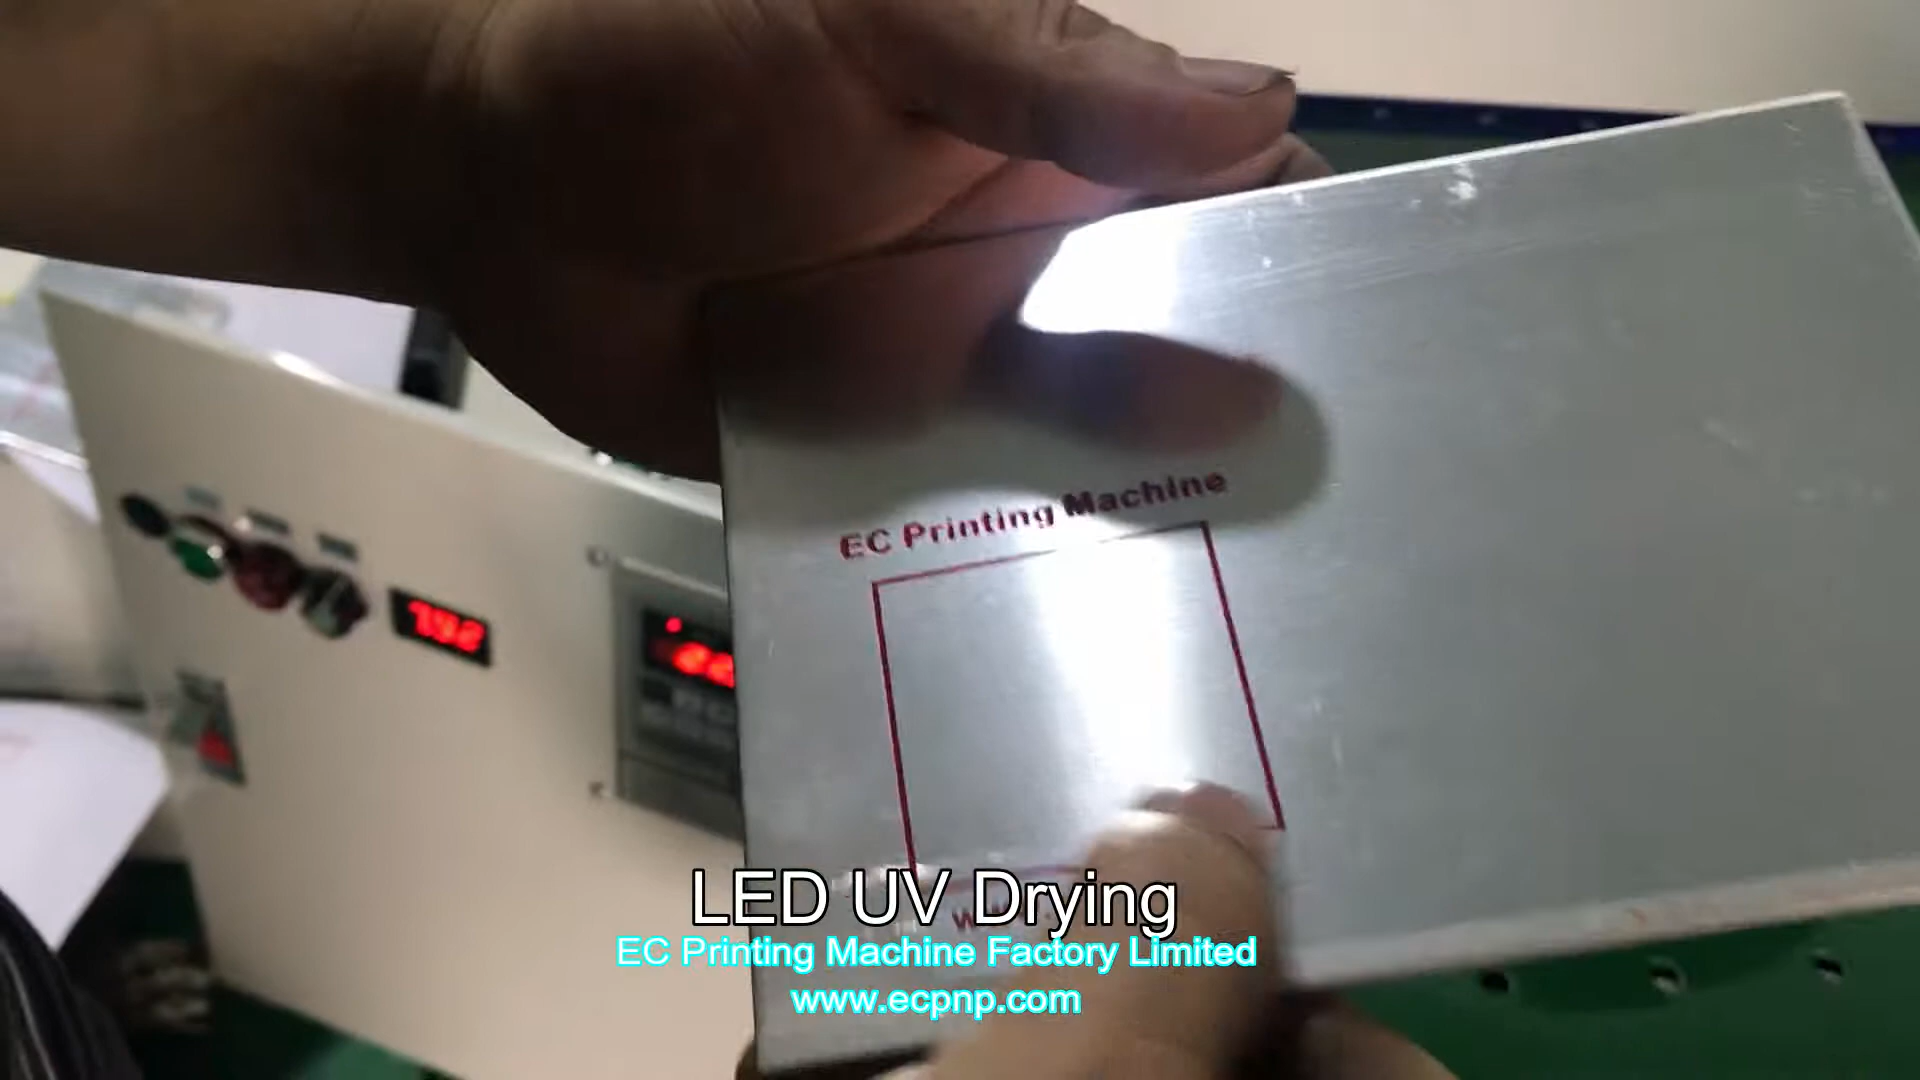 EC Printing Machine
LED UV Drying
EC Printing Machine Factory Limited
www.ecpnp.com